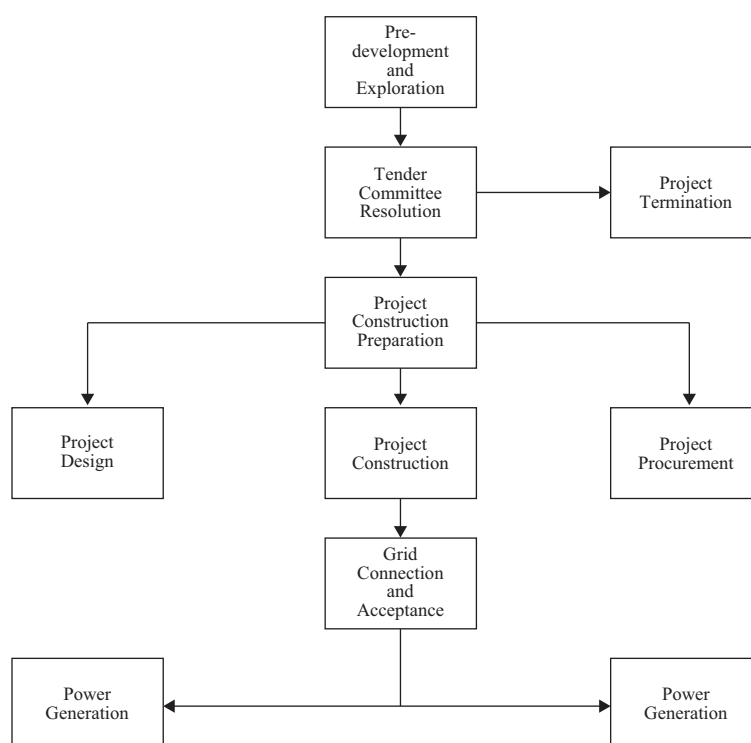 Pre-
development
and
Exploration
Tender
Committee
Resolution
Project
Termination
Project
Construction
Preparation
Project
Design
Project
Construction
Project
Procurement
Grid
Connection
and
Acceptance
Power
Generation
Power
Generation